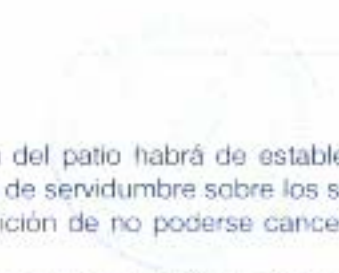 del patio habrá de estable
de servidumbre sobre los s
ición de no poderse cance